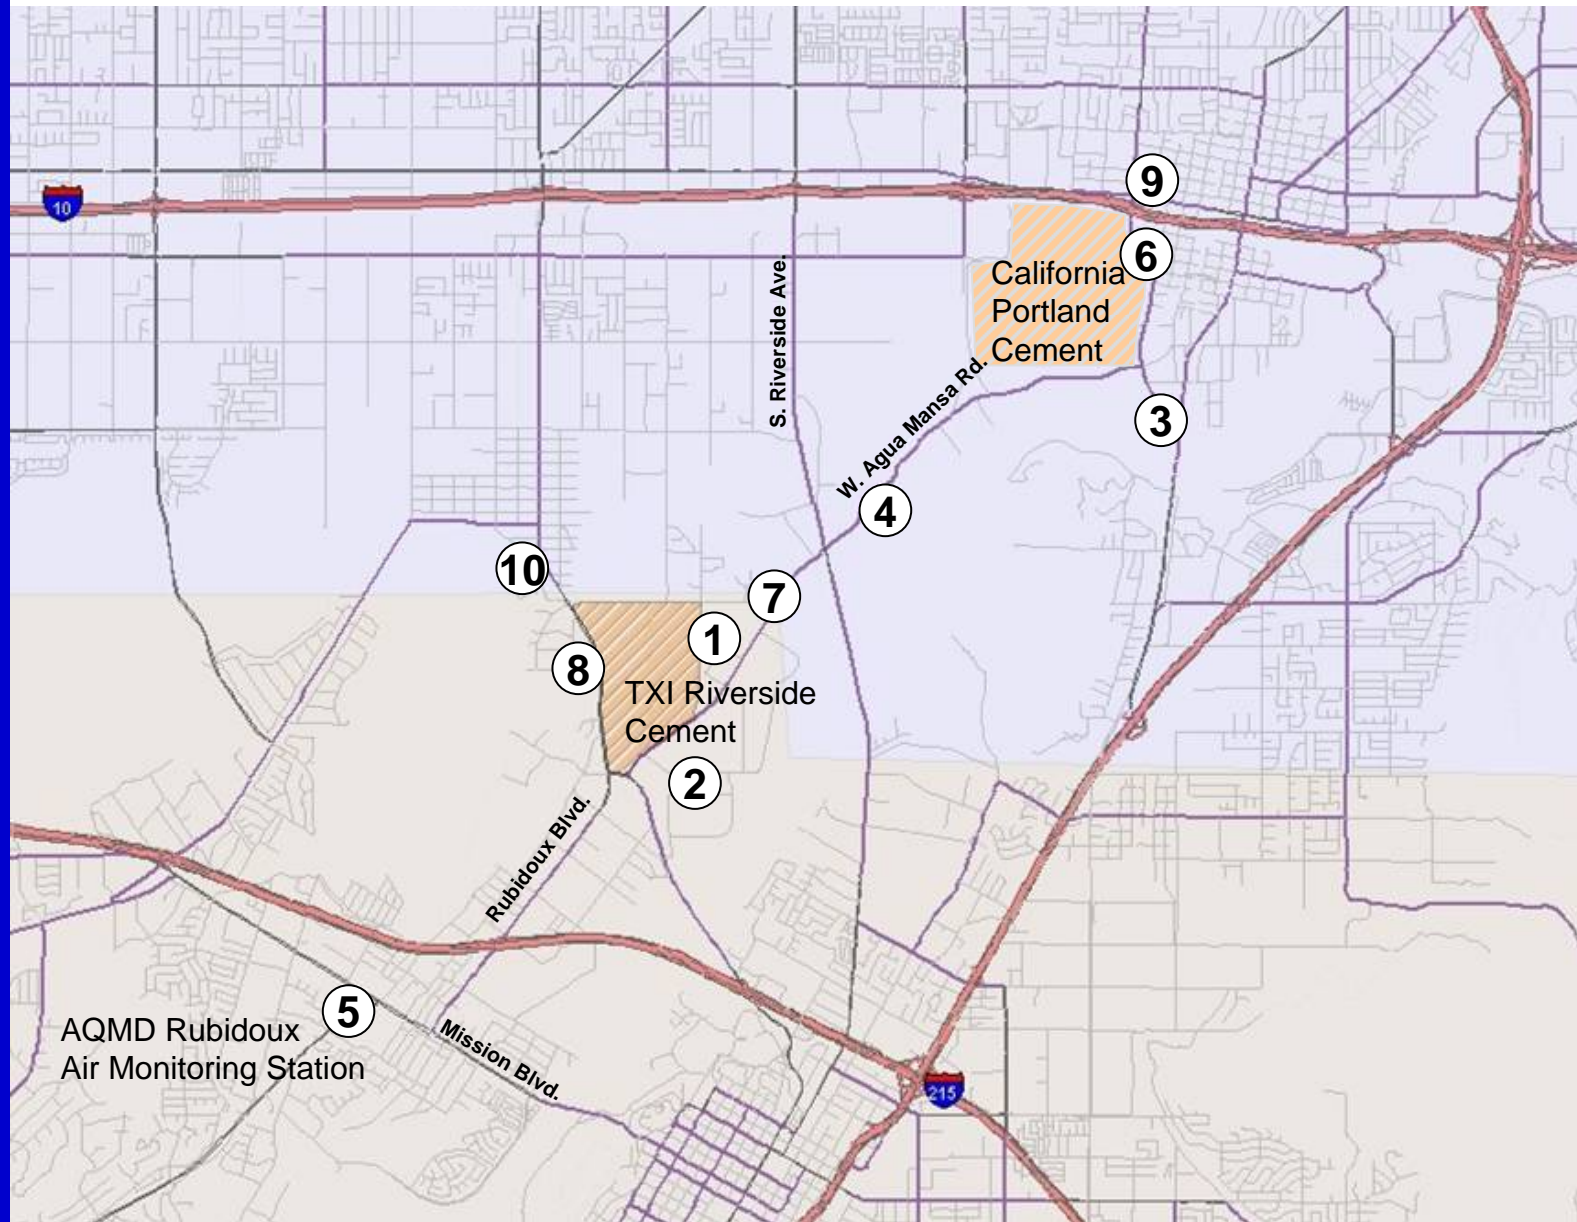 10
9
6
California
Portland
Cement
S. Riverside Ave.
W. Agua Mansa Rd.
3
4
10
7
1
8
TXI Riverside
Cement
2
Rubidoux Blvd.
5
AQMD Rubidoux
Air Monitoring Station
Mission Blvd.
215